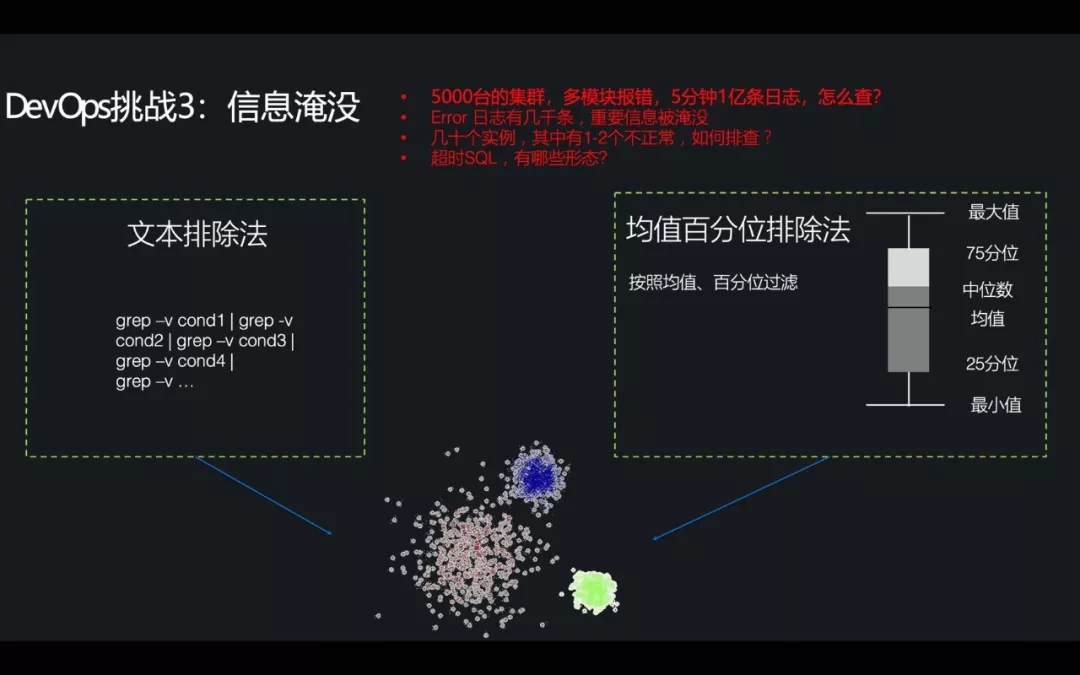 DevOps挑战3：信息淹没
• 5000台的集群，多模块报错，5分钟1亿条日志，怎么查？
• Error 日志有几千条，重要信息被淹没
• 几十个实例，其中有1-2个不正常，如何排查？
• 超时SQL，有哪些形态？
文本排除法
grep –v cond1 | grep -v
cond2 | grep –v cond3 |
grep –v cond4 |
grep –v …
均值百分位排除法
按照均值、百分位过滤
最大值
75分位
中位数
均值
25分位
最小值